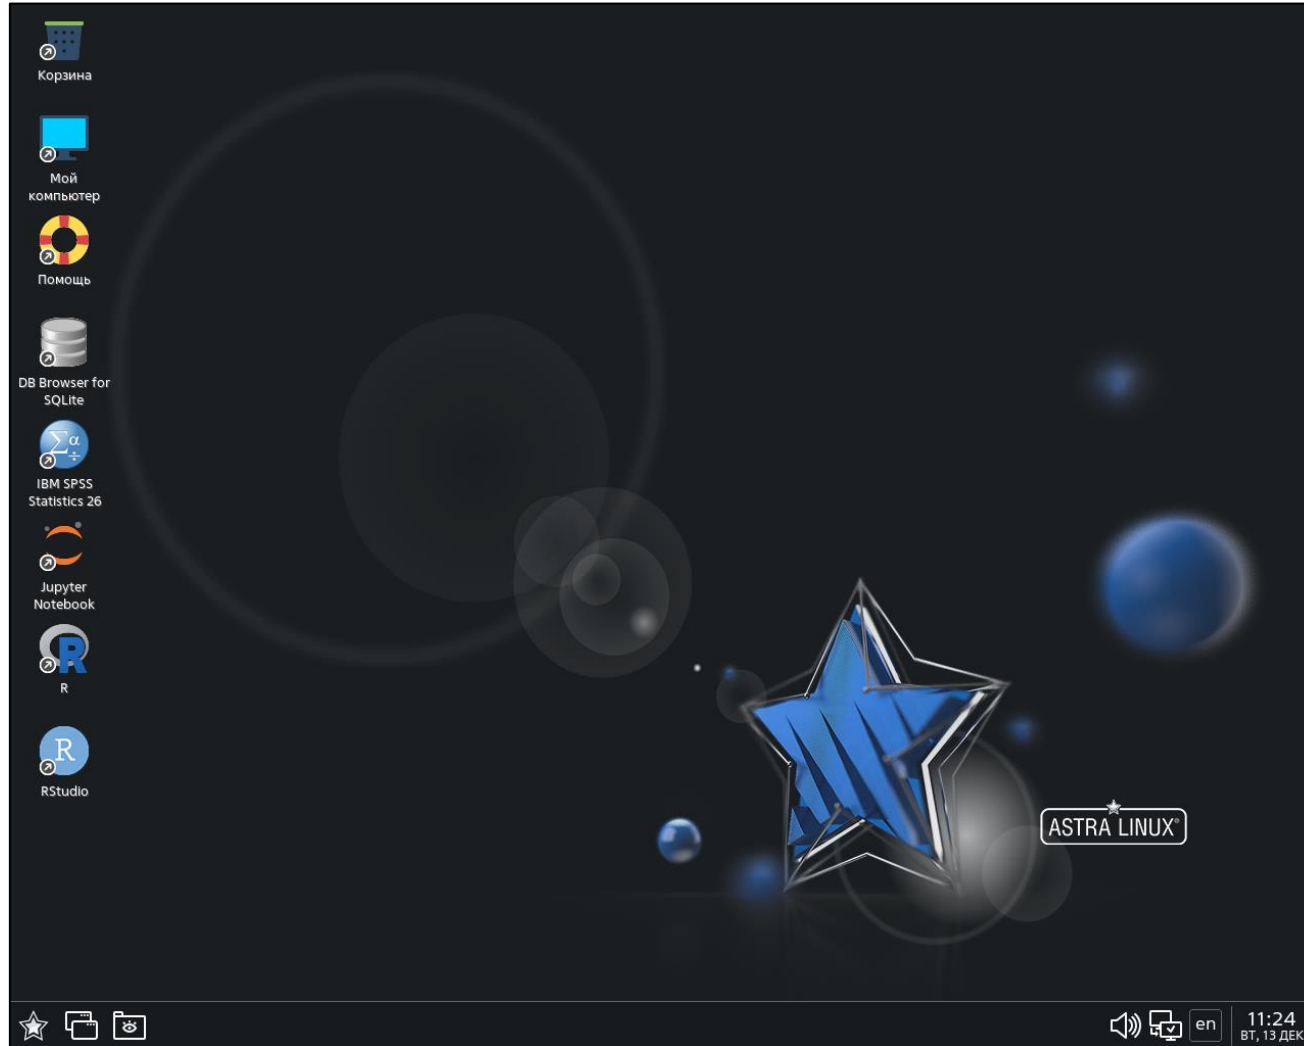 Корзина
Мой
компьютер
Помощь
DB Browser for
SQLite
Σα
÷
IBM SPSS
Statistics 26
Jupyter
Notebook
R
R
R
RStudio
ASTRA LINUX®
en
11:24
ВТ, 13 ДЕК